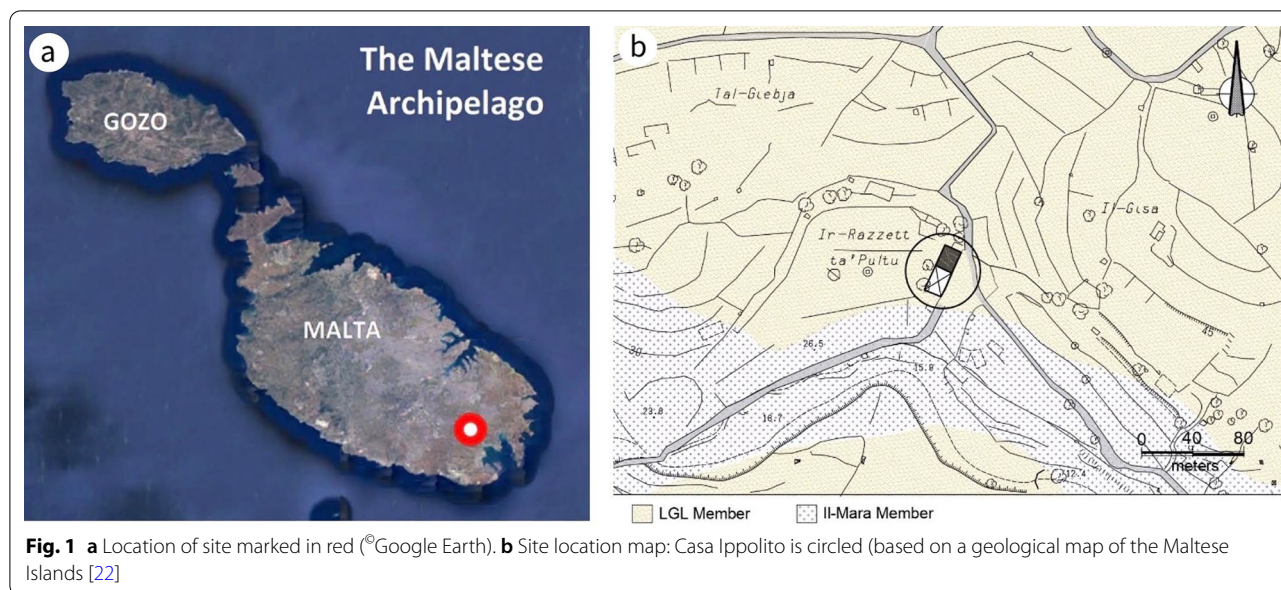 a
The Maltese
Archipelago
GOZO
MALTA
b
Tal-Giebja
Il-Gisa
Ir-Razzett
ta'Pultu
45
26.5
30
15.8
23.8
16.7
12.4
0 40 80
meters
LGL Member
Il-Mara Member
Fig. 1 a Location of site marked in red (©Google Earth). b Site location map: Casa Ippolito is circled (based on a geological map of the Maltese
Islands [22]